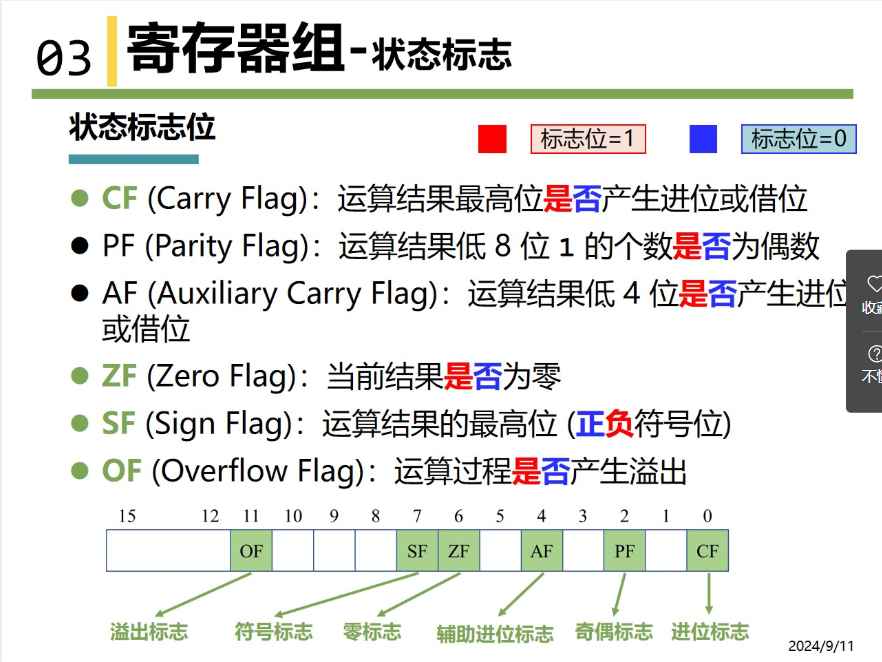 03 寄存器组-状态标志
状态标志位
标志位=1 标志位=0
CF (Carry Flag)：运算结果最高位是否产生进位或借位
PF (Parity Flag)：运算结果低 8 位 1 的个数是否为偶数
AF (Auxiliary Carry Flag)：运算结果低 4 位是否产生进位
或借位
ZF (Zero Flag)：当前结果是否为零
SF (Sign Flag)：运算结果的最高位 (正负符号位)
OF (Overflow Flag)：运算过程是否产生溢出
15 12 11 10 9 8 7 6 5 4 3 2 1 0
OF SF ZF AF PF CF
溢出标志 符号标志 零标志 辅助进位标志 奇偶标志 进位标志
2024/9/11
收
不